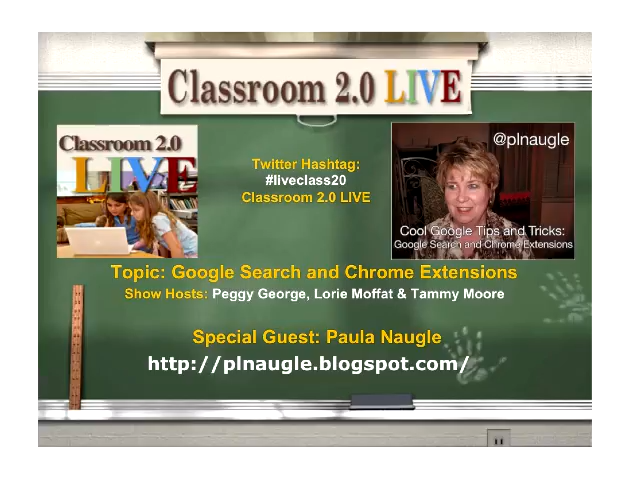 Classroom 2.0 LIVE
Classroom 2.0
LIVE
Twitter Hashtag:
#liveclass20
Classroom 2.0 LIVE
@plnaugle
Cool Google Tips and Tricks:
Google Search and Chrome Extensions
Topic: Google Search and Chrome Extensions
Show Hosts: Peggy George, Lorie Moffat & Tammy Moore
Special Guest: Paula Naugle
http://plnaugle.blogspot.com/